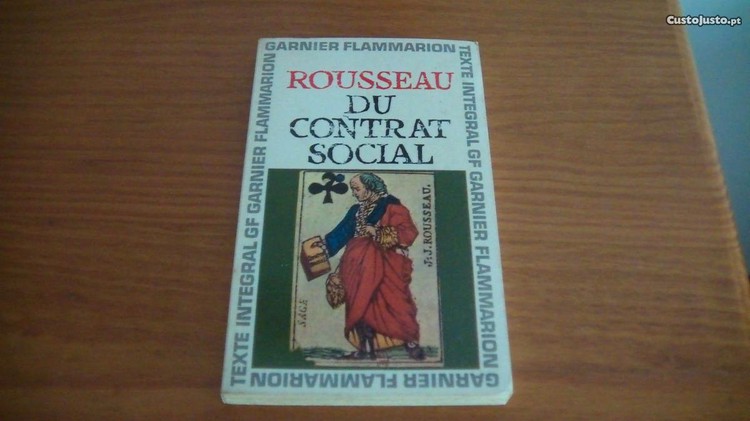 CustoJusto.pt
GARNIER FLAMMARION
ROUSSEAU
DU
CONTRAT
SOCIAL
J.J.ROUSSEAU.
SAGE
TEXTE INTEGRAL GF GARNIER FLAMMARION
TEXTE INTEGRAL GF GARNIER FLAMMARION
GARNIER FLAMMARION